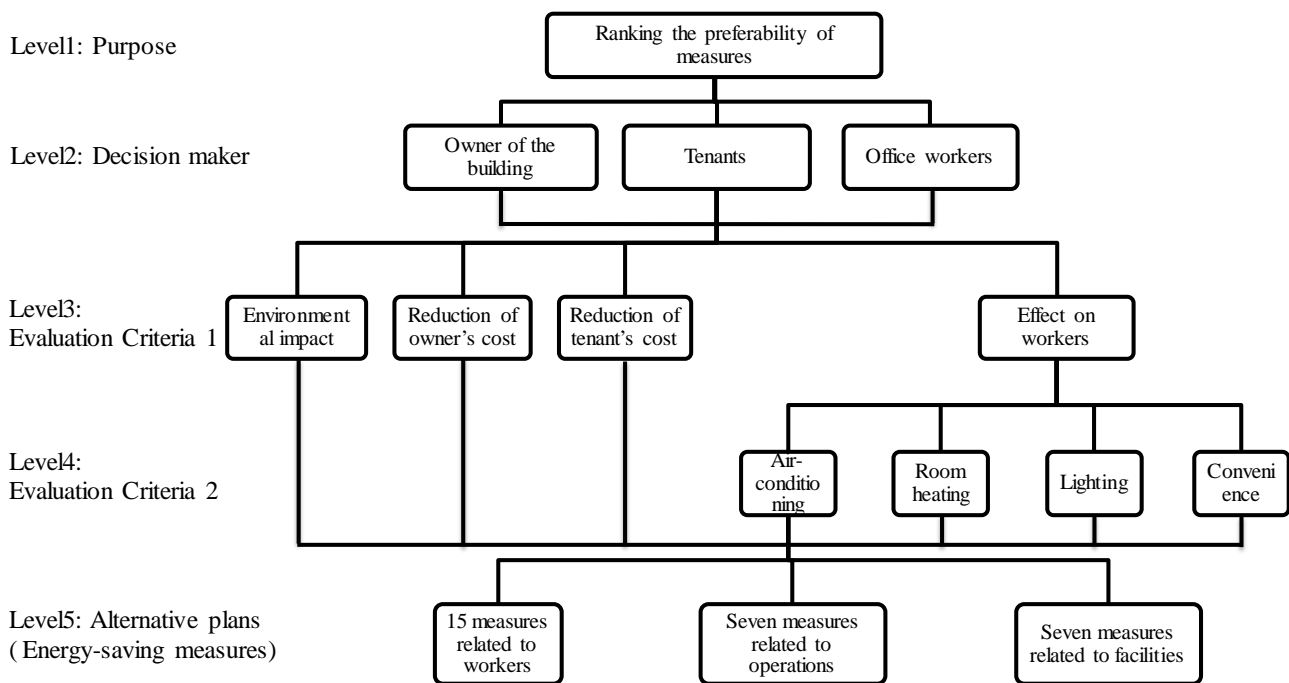 Level1: Purpose
Ranking the preferability of
measures
Level2: Decision maker
Owner of the
building
Tenants
Office workers
Level3:
Evaluation Criteria 1
Environment
al impact
Reduction of
owner's cost
Reduction of
tenant's cost
Effect on
workers
Level4:
Evaluation Criteria 2
Air-
conditio
ning
Room
heating
Lighting
Conveni
ence
Level5: Alternative plans
( Energy-saving measures)
15 measures
related to
workers
Seven measures
related to
operations
Seven measures
related to facilities